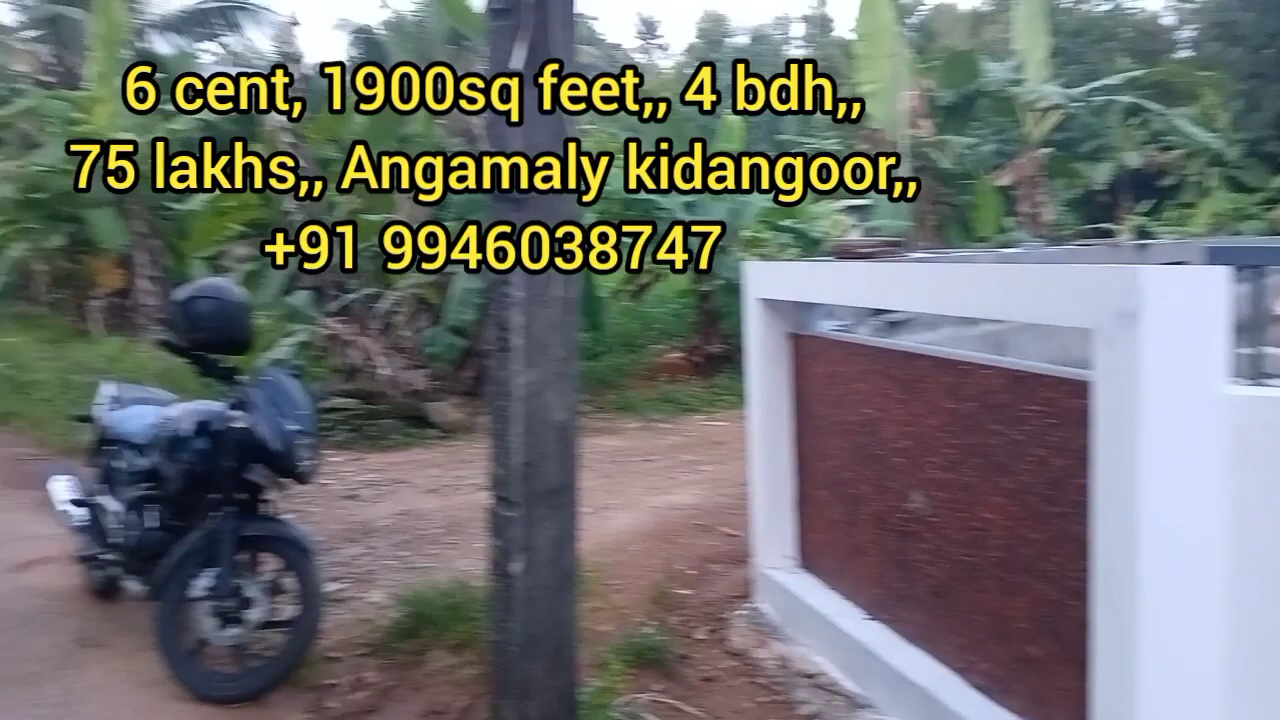 6 cent, 1900sq feet,, 4 bdh,,
75 lakhs,, Angamaly kidangoor,,
+91 9946038747